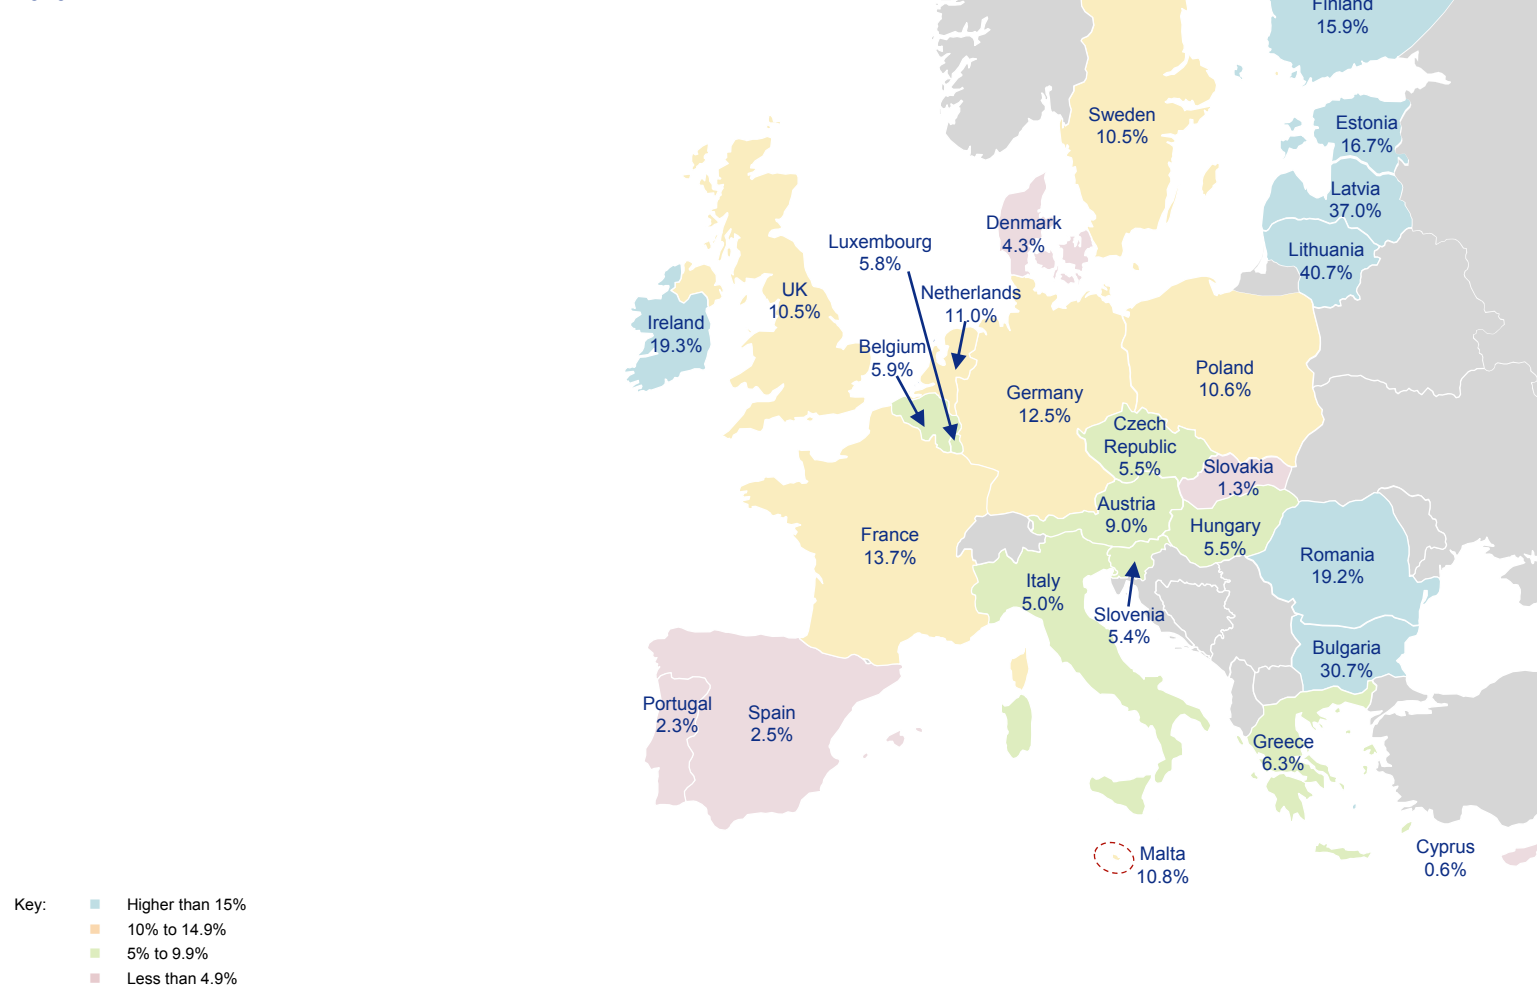 Finland
15.9%
Sweden
10.5%
Estonia
16.7%
Latvia
37.0%
Denmark
4.3%
Luxembourg
5.8%
Lithuania
40.7%
Netherlands
11.0%
UK
10.5%
Ireland
19.3%
Belgium
5.9%
Poland
10.6%
Germany
12.5%
Czech
Republic
5.5%
Slovakia
1.3%
Austria
9.0%
Hungary
5.5%
France
13.7%
Romania
19.2%
Italy
5.0%
Slovenia
5.4%
Bulgaria
30.7%
Portugal
2.3%
Spain
2.5%
Greece
6.3%
Malta
10.8%
Cyprus
0.6%
Key:
Higher than 15%
10% to 14.9%
5% to 9.9%
Less than 4.9%